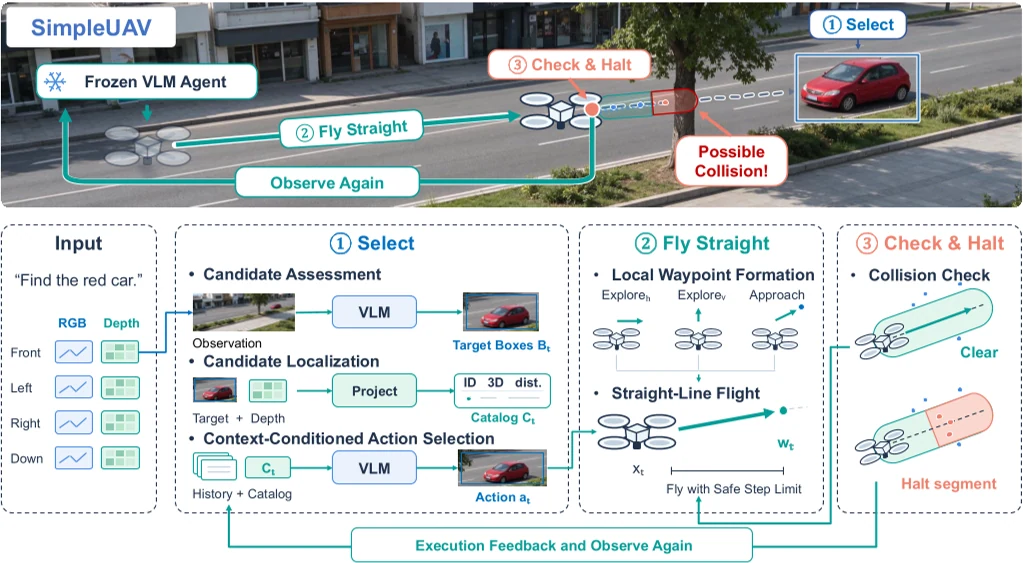 SimpleUAV
① Select
Frozen VLM Agent
③ Check & Halt
② Fly Straight
Possible
Collision!
Observe Again
Input
“Find the red car.”
RGB Depth
Front
Left
Right
Down
① Select
• Candidate Assessment
VLM
Observation
Target Boxes Bₜ
• Candidate Localization
Project
ID 3D dist.
Target + Depth
Catalog Cₜ
• Context-Conditioned Action Selection
Cₜ
VLM
History + Catalog
Action aₜ
② Fly Straight
• Local Waypoint Formation
Exploreₕ Exploreᵥ Approach
• Straight-Line Flight
xₜ
wₜ
Fly with Safe Step Limit
③ Check & Halt
• Collision Check
Clear
Halt segment
Execution Feedback and Observe Again